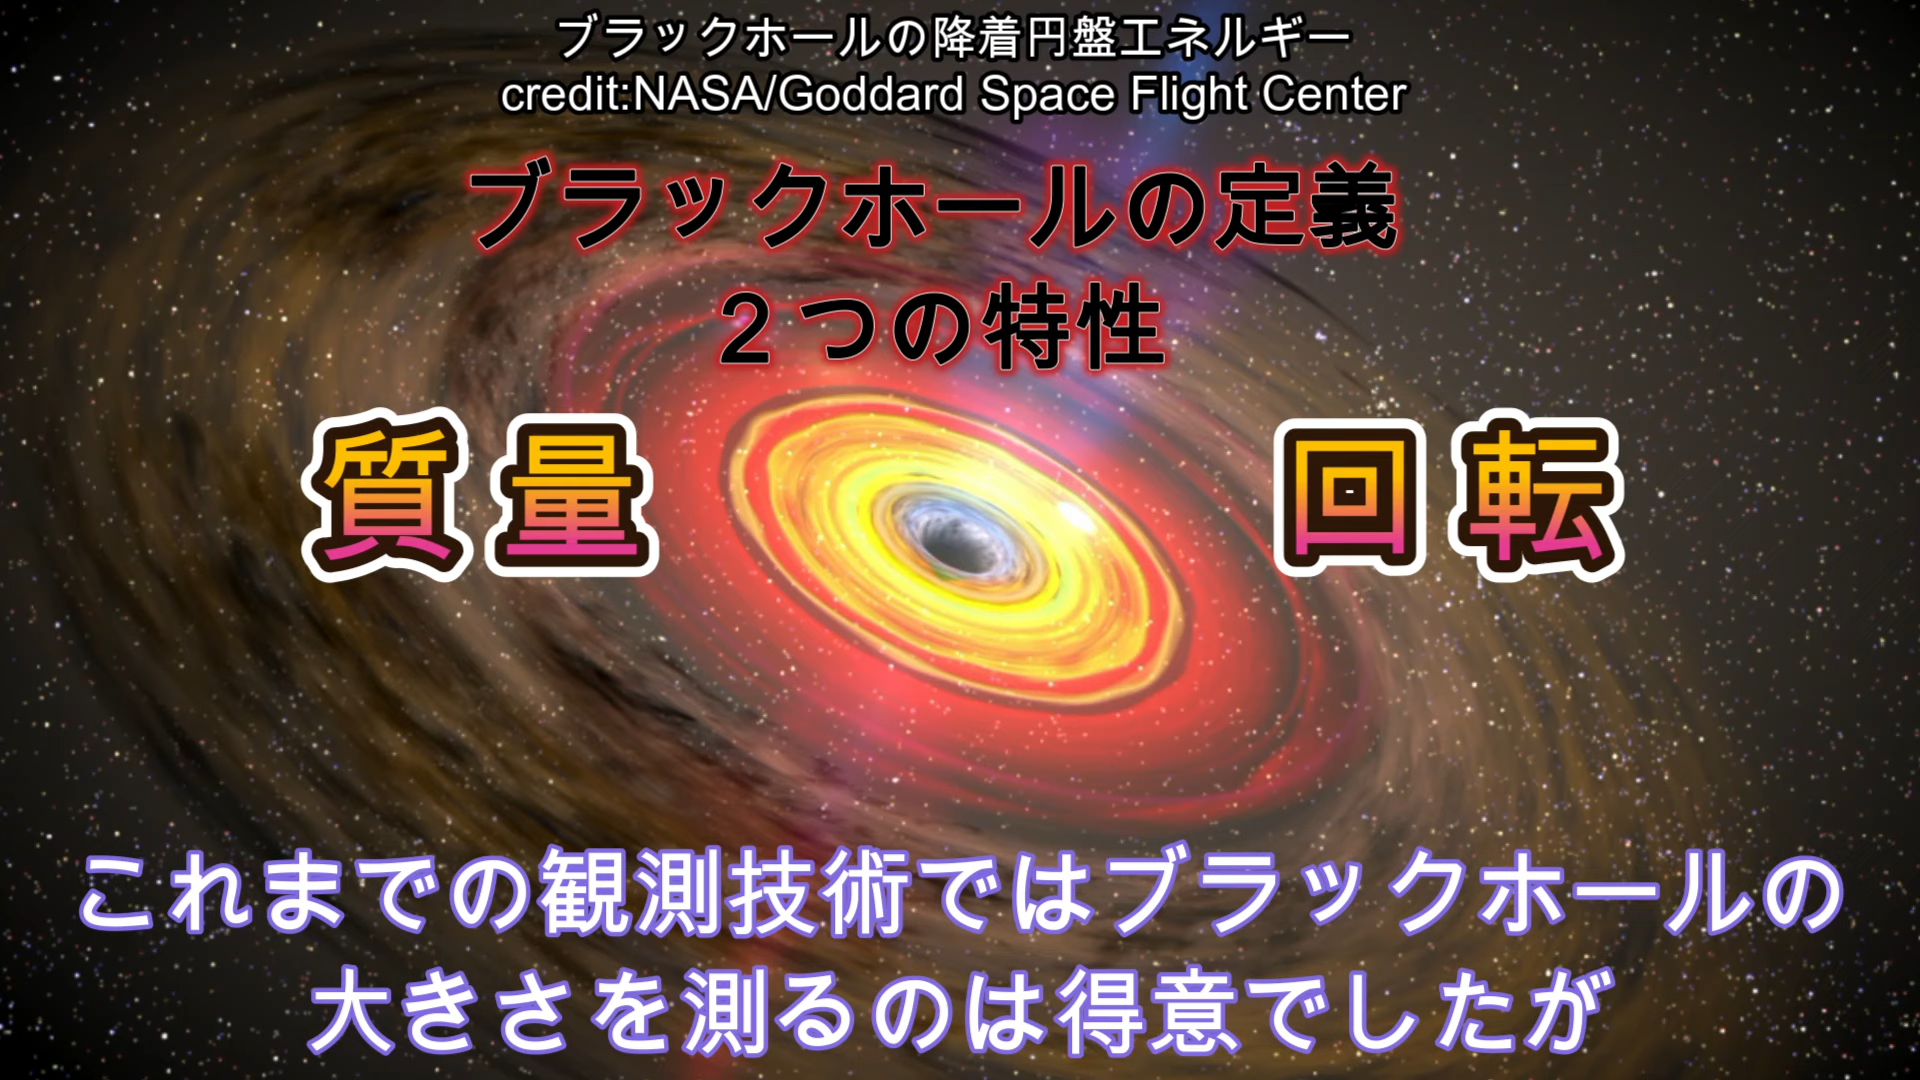 ブラックホールの降着円盤エネルギー
credit:NASA/Goddard Space Flight Center
ブラックホールの定義
２つの特性
質量
回転
これまでの観測技術ではブラックホールの
大きさを測るのは得意でしたが